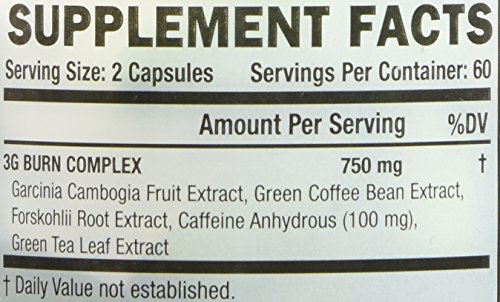 SUPPLEMENT FACTS
Serving Size: 2 Capsules Servings Per Container: 60
Amount Per Serving %DV
3G BURN COMPLEX 750 mg †
Garcinia Cambogia Fruit Extract, Green Coffee Bean Extract,
Forskohlii Root Extract, Caffeine Anhydrous (100 mg),
Green Tea Leaf Extract
† Daily Value not established.